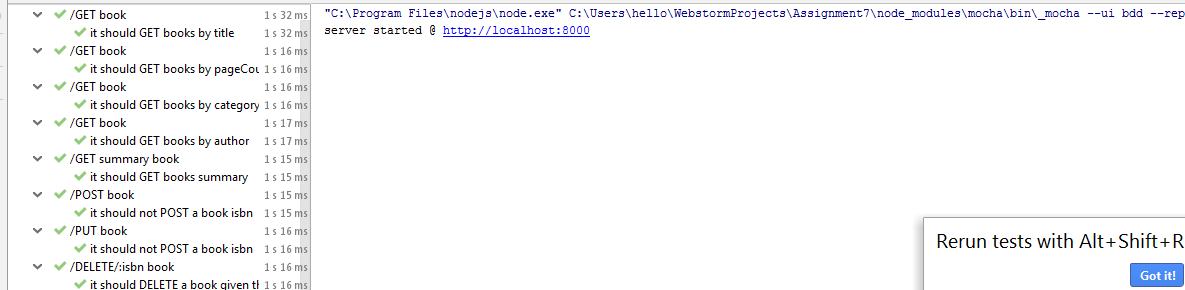 /GET book 1 s 32 ms
it should GET books by title 1 s 32 ms
/GET book 1 s 16 ms
it should GET books by pageCou 1 s 16 ms
/GET book 1 s 16 ms
it should GET books by category 1 s 16 ms
/GET book 1 s 17 ms
it should GET books by author 1 s 17 ms
/GET summary book 1 s 15 ms
it should GET books summary 1 s 15 ms
/POST book 1 s 15 ms
it should not POST a book isbn 1 s 15 ms
/PUT book 1 s 16 ms
it should not POST a book isbn 1 s 16 ms
/DELETE/:isbn book 1 s 16 ms
it should DELETE a book given th 1 s 16 ms
"C:\Program Files\nodejs\node.exe" C:\Users\hello\WebstormProjects\Assignment7\node_modules\mocha\bin\_mocha --ui bdd --rep
server started @ http://localhost:8000
Rerun tests with Alt+Shift+R
Got it!